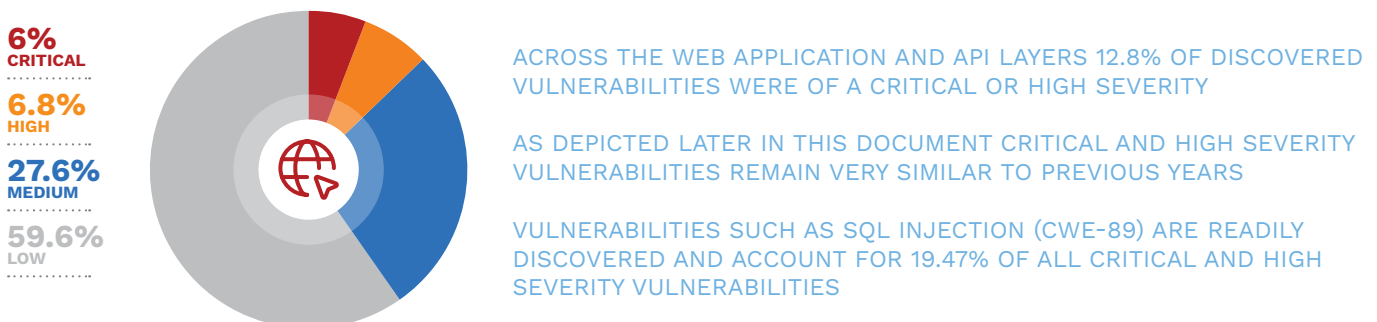 6%
CRITICAL
6.8%
HIGH
27.6%
MEDIUM
59.6%
LOW
ACROSS THE WEB APPLICATION AND API LAYERS 12.8% OF DISCOVERED
VULNERABILITIES WERE OF A CRITICAL OR HIGH SEVERITY
AS DEPICTED LATER IN THIS DOCUMENT CRITICAL AND HIGH SEVERITY
VULNERABILITIES REMAIN VERY SIMILAR TO PREVIOUS YEARS
VULNERABILITIES SUCH AS SQL INJECTION (CWE-89) ARE READILY
DISCOVERED AND ACCOUNT FOR 19.47% OF ALL CRITICAL AND HIGH
SEVERITY VULNERABILITIES